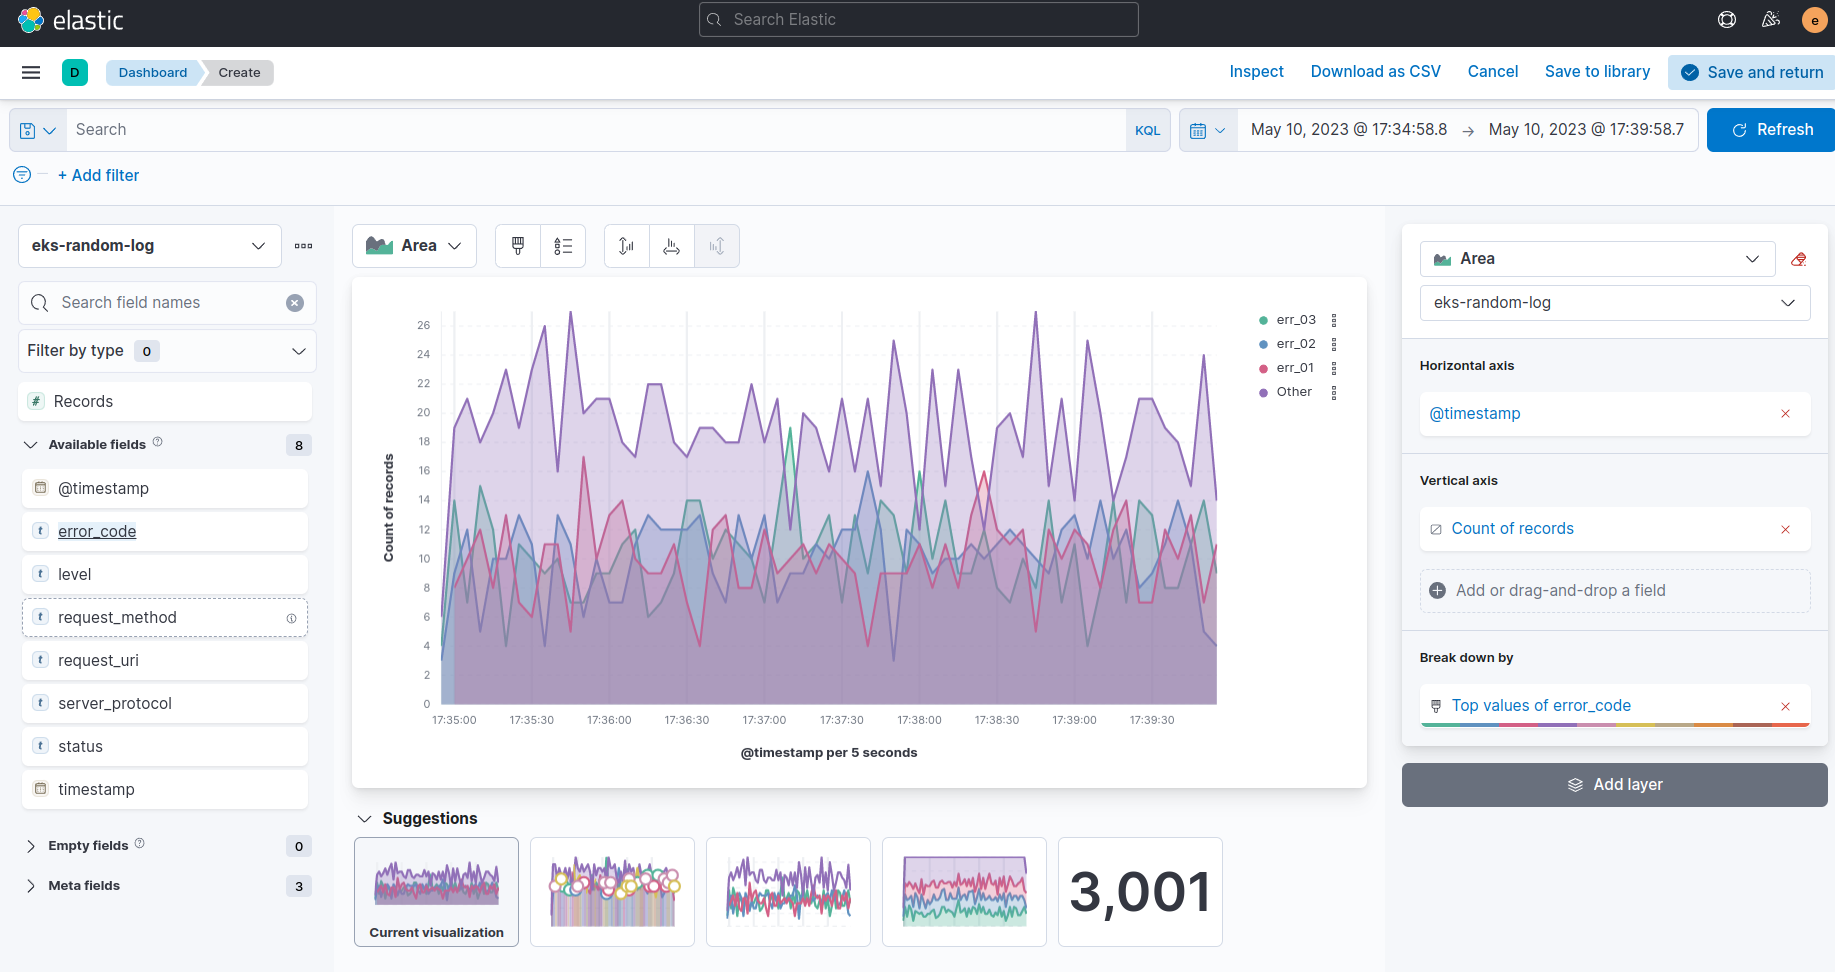 elastic
Search Elastic
e
D
Dashboard
Create
Inspect
Download as CSV
Cancel
Save to library
Save and return
Search
KQL
May 10, 2023 @ 17:34:58.8
→
May 10, 2023 @ 17:39:58.7
Refresh
+ Add filter
eks-random-log
Search field names
Filter by type 0
# Records
Available fields 8
@timestamp
t error_code
t level
t request_method
t request_uri
t server_protocol
t status
timestamp
Empty fields 0
Meta fields 3
Area
Count of records
26
24
22
20
18
16
14
12
10
8
6
4
2
0
17:35:00
17:35:30
17:36:00
17:36:30
17:37:00
17:37:30
17:38:00
17:38:30
17:39:00
17:39:30
@timestamp per 5 seconds
err_03
err_02
err_01
Other
Suggestions
Current visualization
3,001
Area
eks-random-log
Horizontal axis
@timestamp
Vertical axis
Count of records
Add or drag-and-drop a field
Break down by
Top values of error_code
Add layer